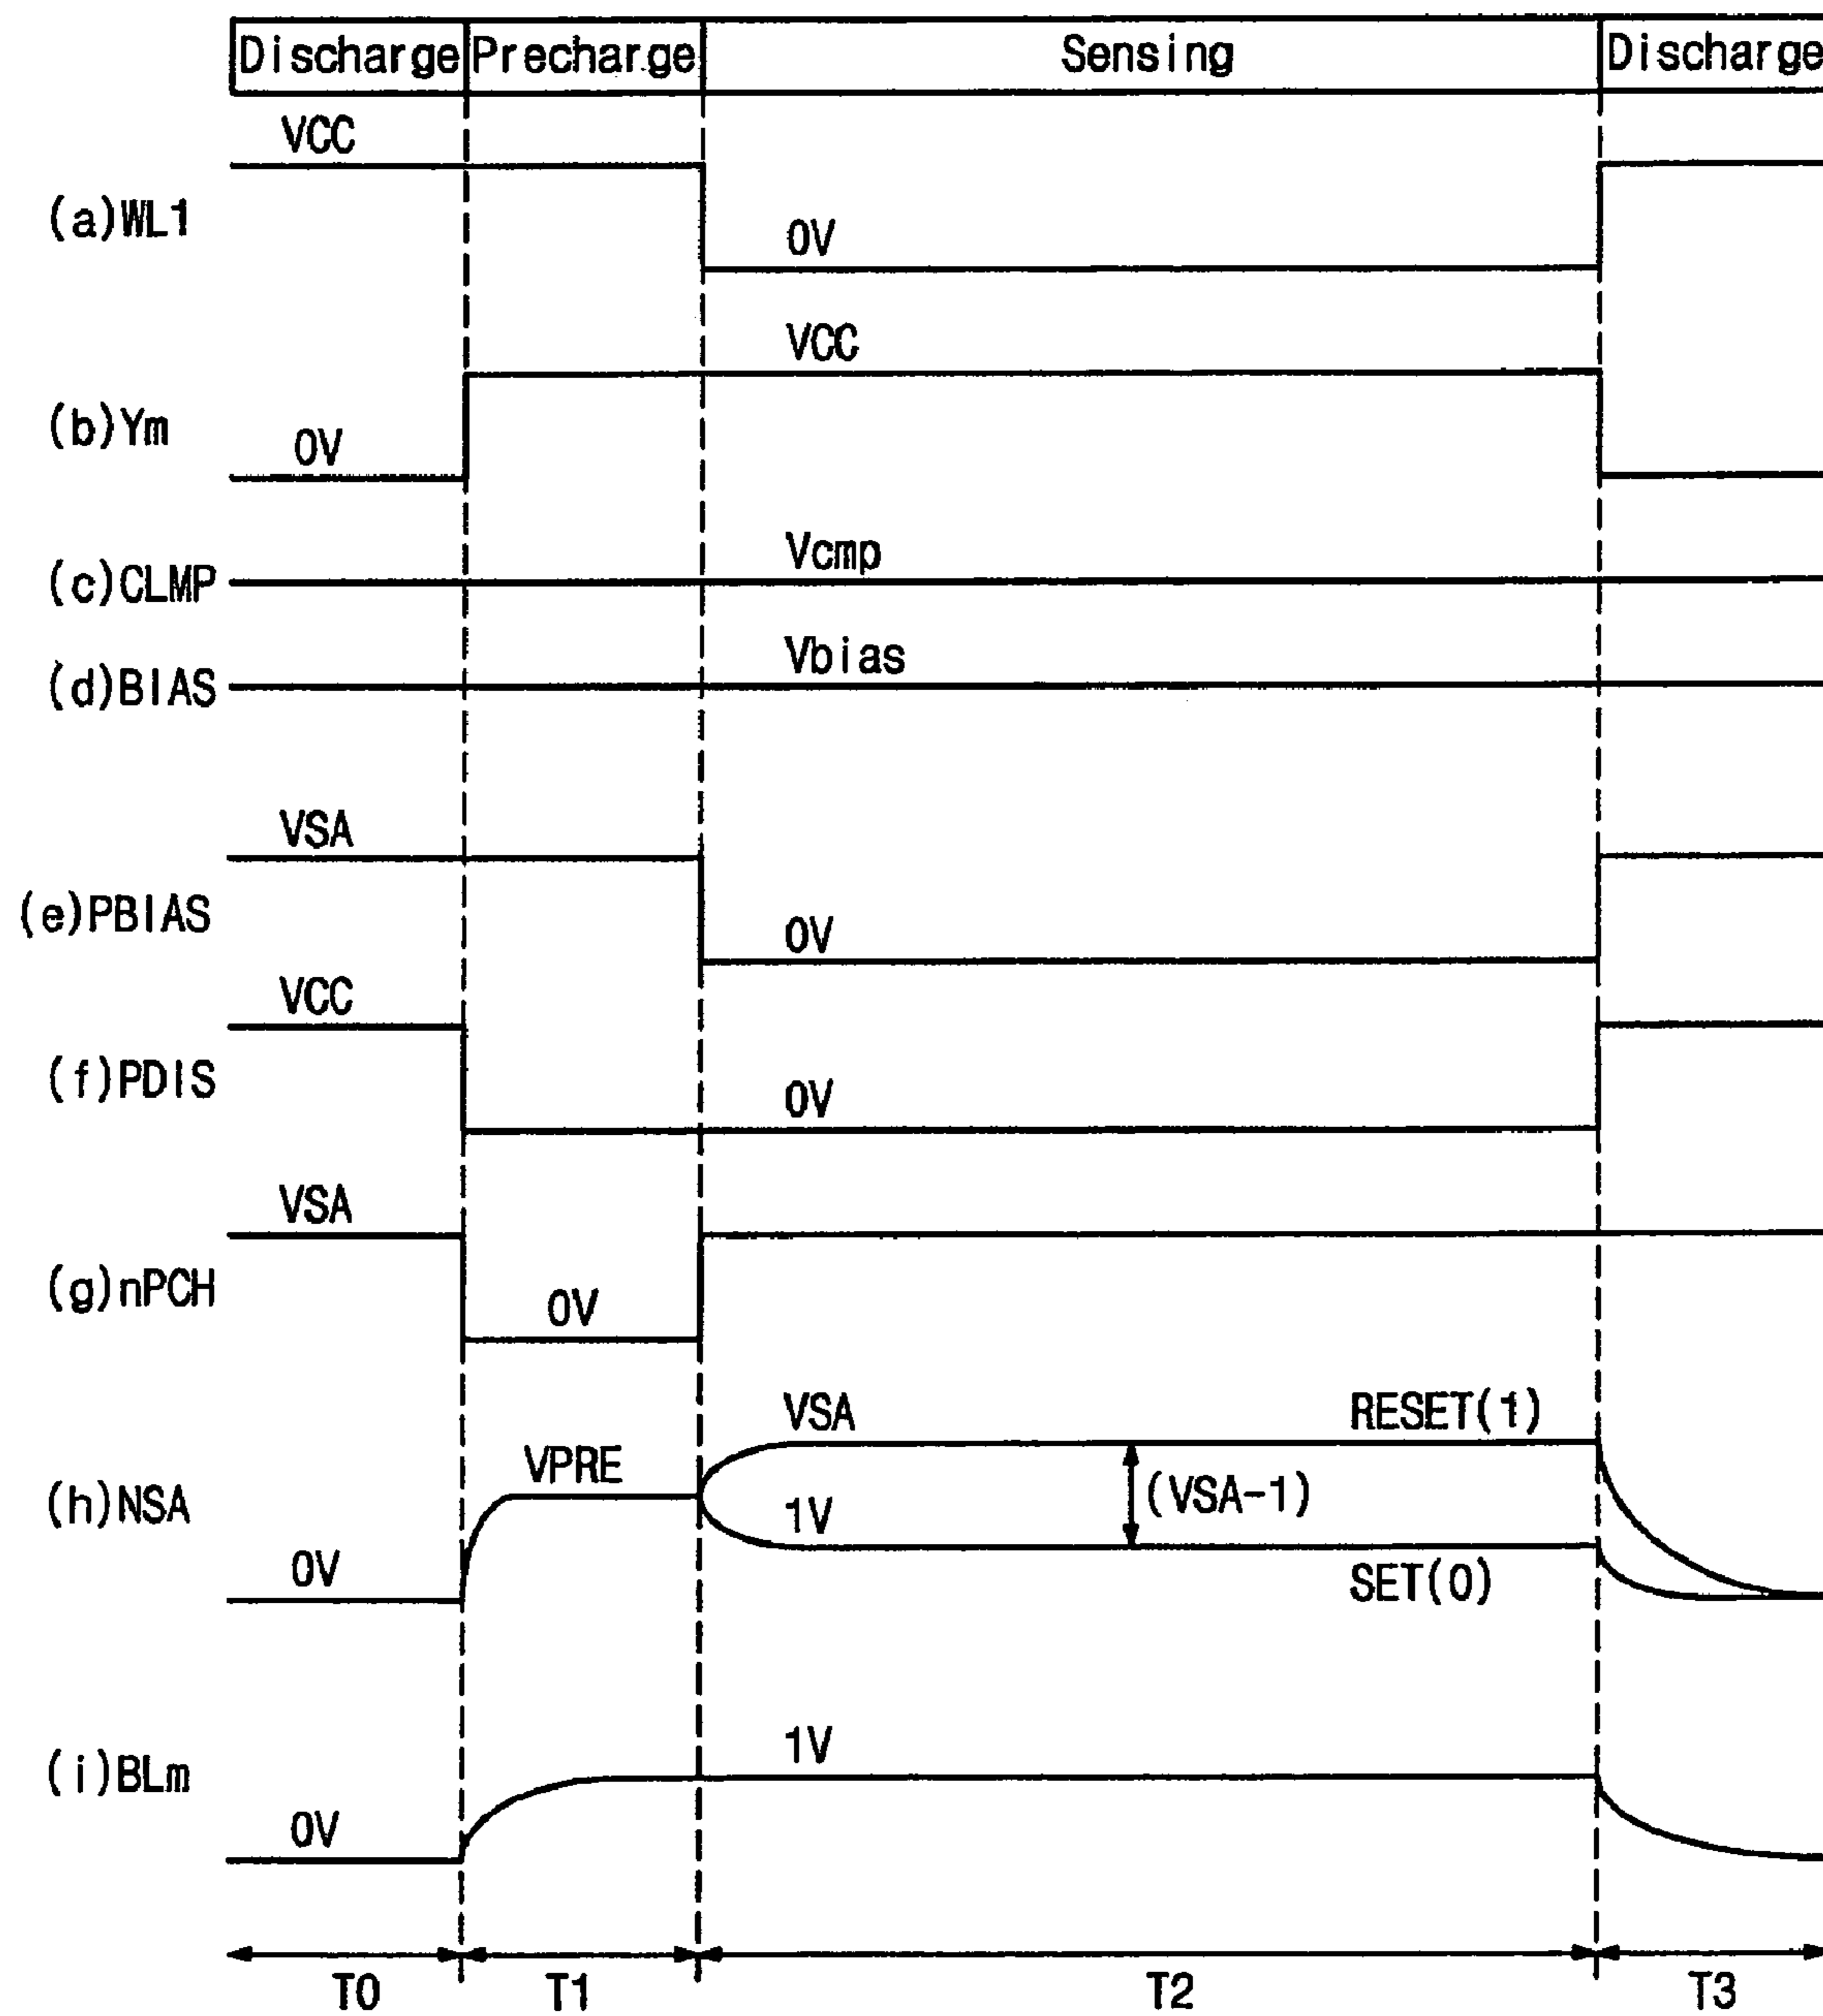 Discharge Precharge Sensing Discharge
VCC
(a)WL1
0V
VCC
(b)Ym
0V
Vcmp
(c)CLMP
Vbias
(d)BIAS
VSA
(e)PBIAS
0V
VCC
(f)PDIS
0V
VSA
(g)nPCH
0V
VSA RESET(1)
VPRE
(h)NSA
1V (VSA-1)
0V SET(0)
1V
(i)BLm
0V
T0 T1 T2 T3